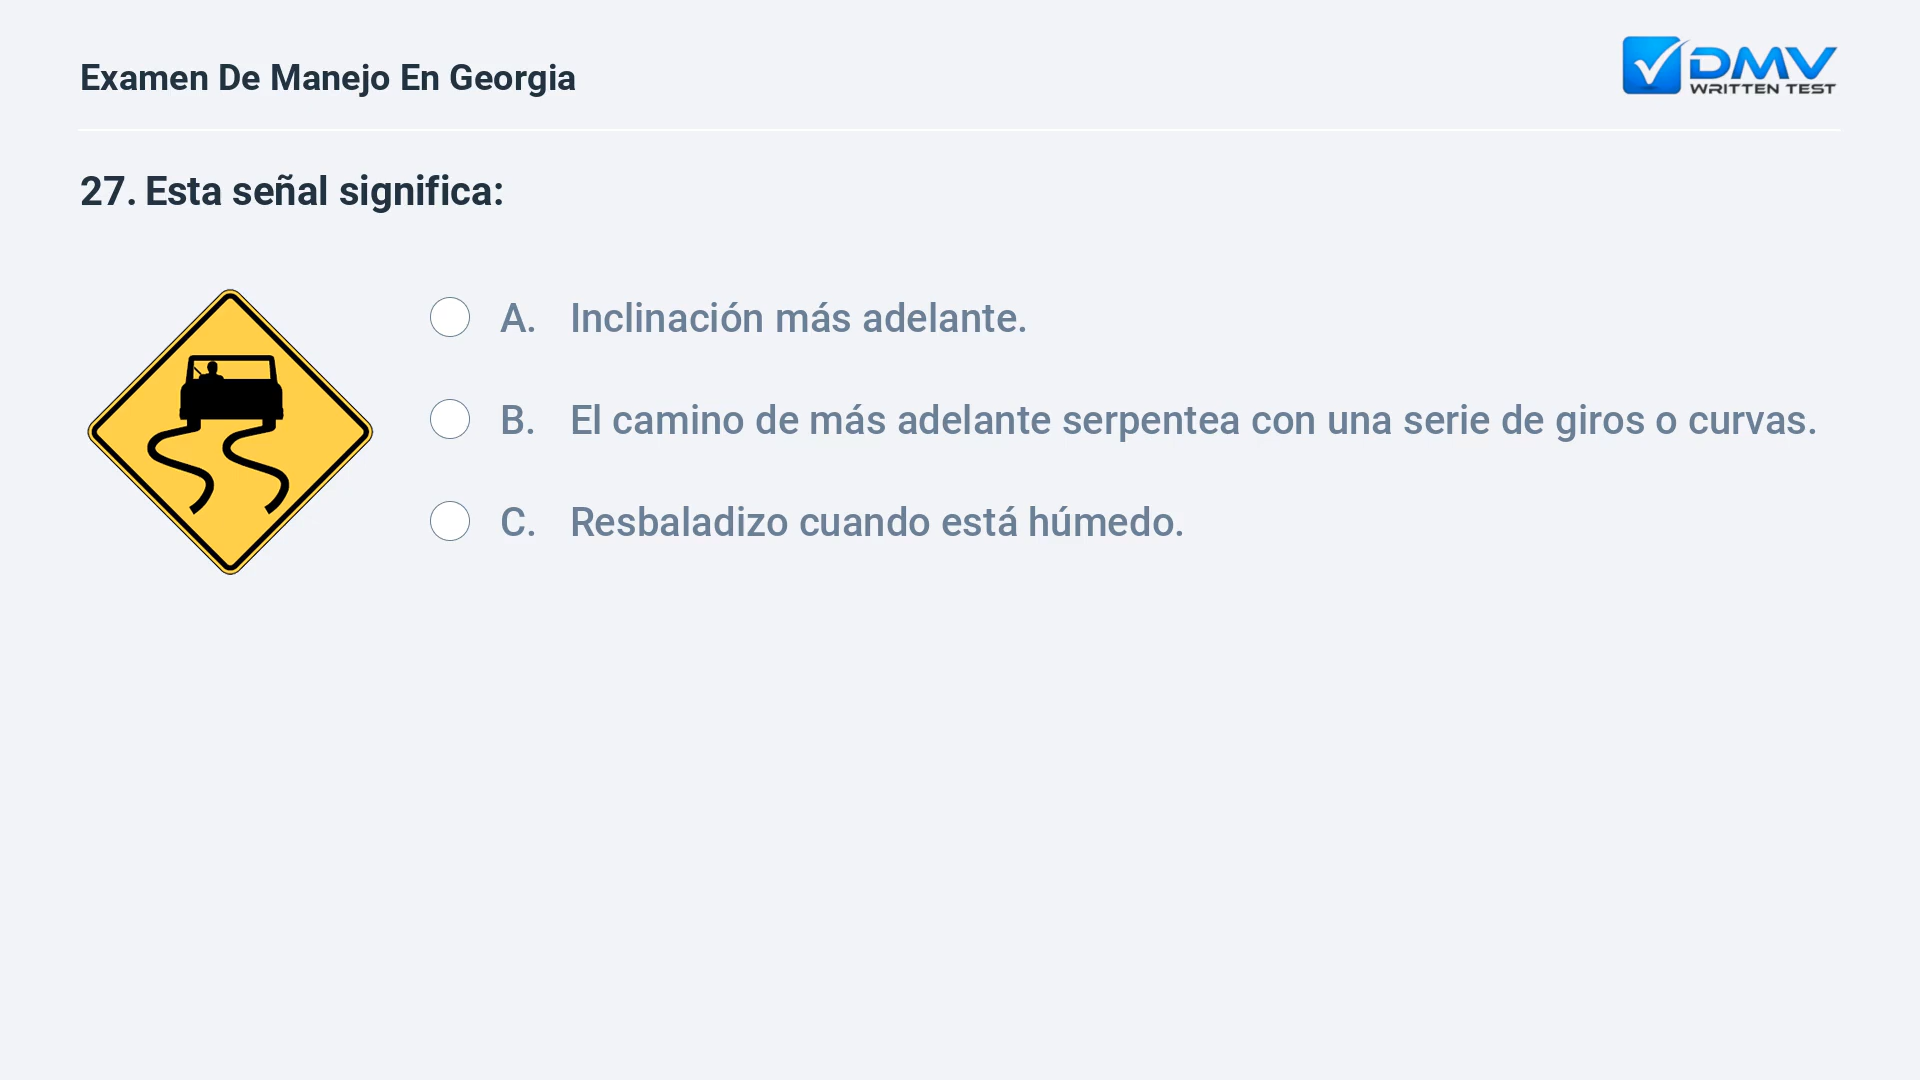 Examen De Manejo En Georgia
DMV
WRITTEN TEST
27. Esta señal significa:
A. Inclinación más adelante.
B. El camino de más adelante serpentea con una serie de giros o curvas.
C. Resbaladizo cuando está húmedo.